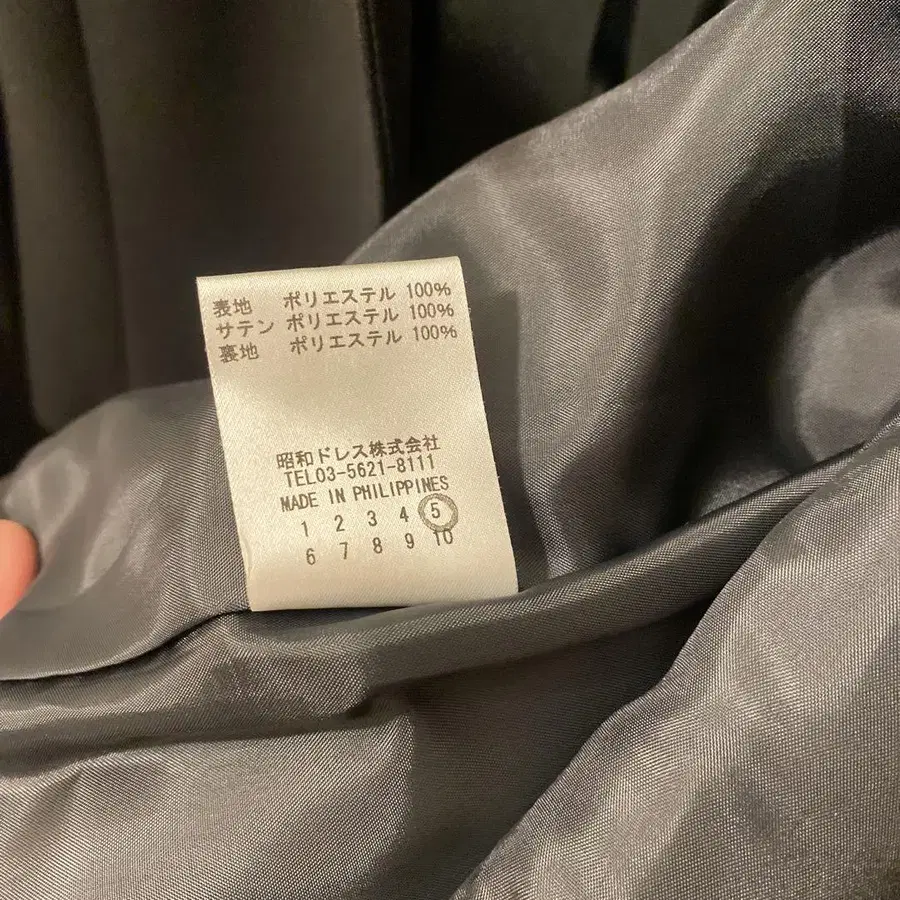 表地 ポリエステル 100%
サテン ポリエステル 100%
裏地 ポリエステル 100%
昭和ドレス株式会社
TEL03-5621-8111
MADE IN PHILIPPINES
1 2 3 4 5
6 7 8 9 10